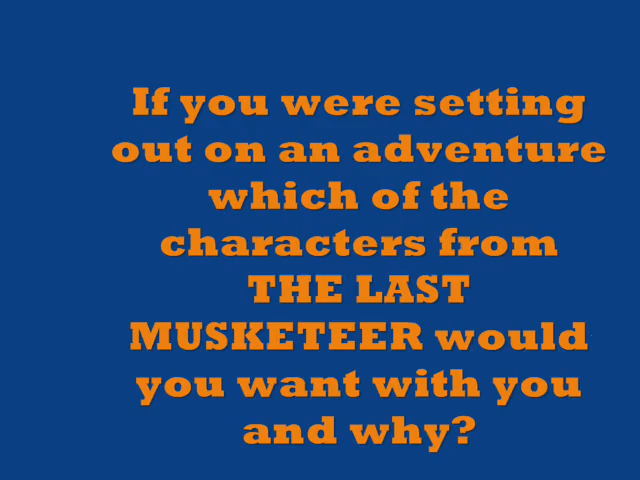 If you were setting
out on an adventure
which of the
characters from
THE LAST
MUSKETEER would
you want with you
and why?